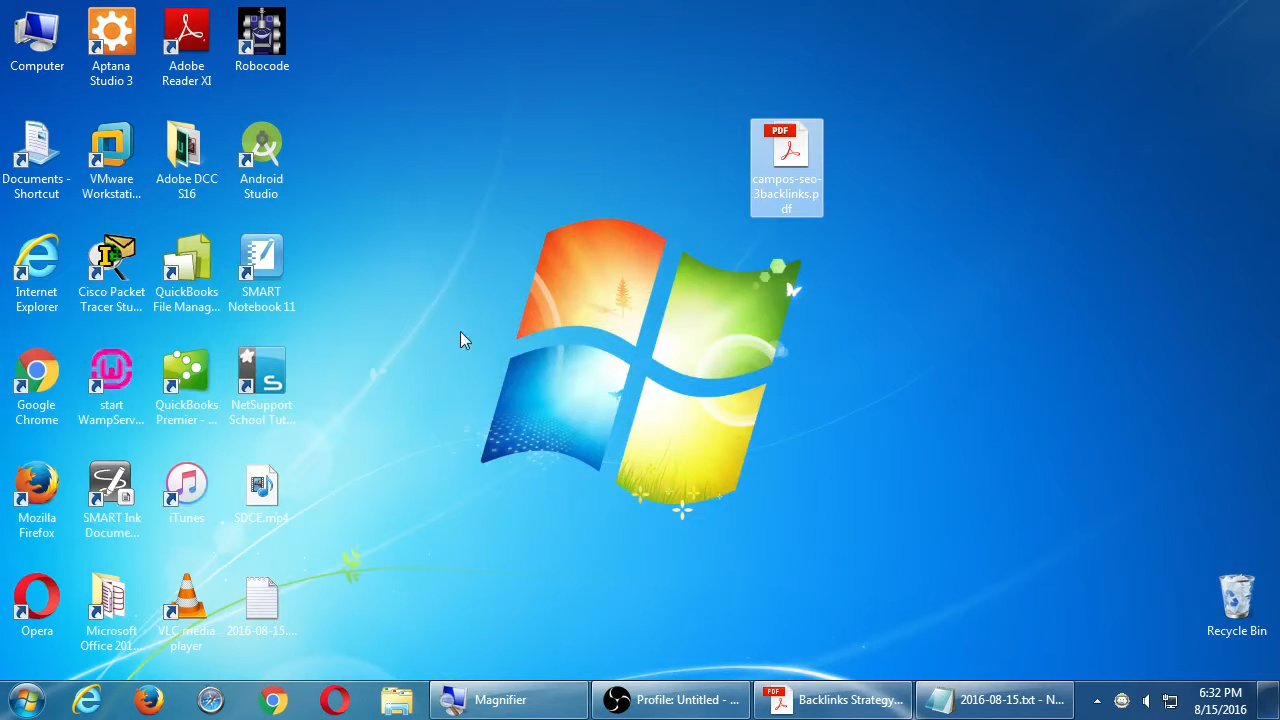 Computer
Aptana
Studio 3
Adobe
Reader XI
Robocode
Documents -
Shortcut
VMware
Workstati...
Adobe DCC
S16
Android
Studio
Internet
Explorer
Cisco Packet
Tracer Stu...
QuickBooks
File Manag...
SMART
Notebook 11
Google
Chrome
start
WampServ...
QuickBooks
Premier - ...
NetSupport
School Tut...
Mozilla
Firefox
SMART Ink
Docume...
iTunes
SDCE.mp4
Opera
Microsoft
Office 201...
VLC media
player
2016-08-15....
PDF
campos-seo-
3backlinks.p
df
Recycle Bin
Magnifier
Profile: Untitled - ...
PDF
Backlinks Strategy...
2016-08-15.txt - N...
6:32 PM
8/15/2016